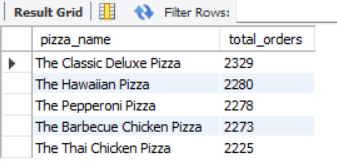 Result Grid Filter Rows:
pizza_name total_orders
The Classic Deluxe Pizza 2329
The Hawaiian Pizza 2280
The Pepperoni Pizza 2278
The Barbecue Chicken Pizza 2273
The Thai Chicken Pizza 2225